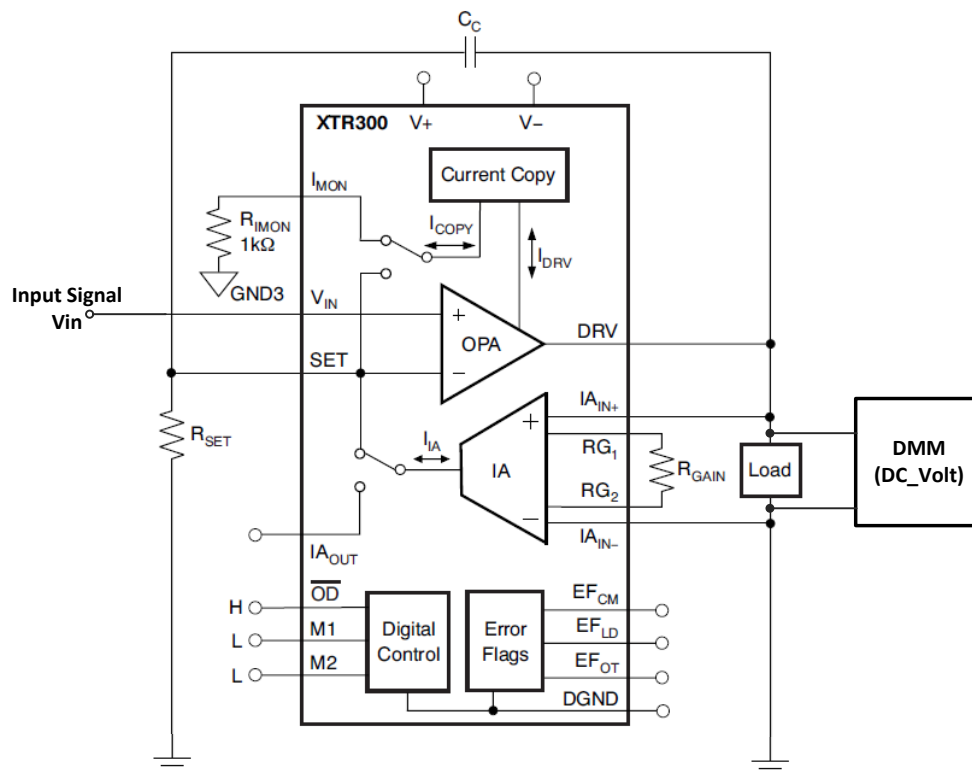 C_C
XTR300
V+
V−
Current Copy
I_MON
R_IMON
1kΩ
I_COPY
I_DRV
GND3
Input Signal
Vin
V_IN
+
OPA
−
DRV
SET
R_SET
IA_IN+
+
RG_1
I_IA
IA
R_GAIN
Load
DMM
(DC_Volt)
RG_2
−
IA_IN−
IA_OUT
H
O̅D̅
L
M1
L
M2
Digital
Control
Error
Flags
EF_CM
EF_LD
EF_OT
DGND